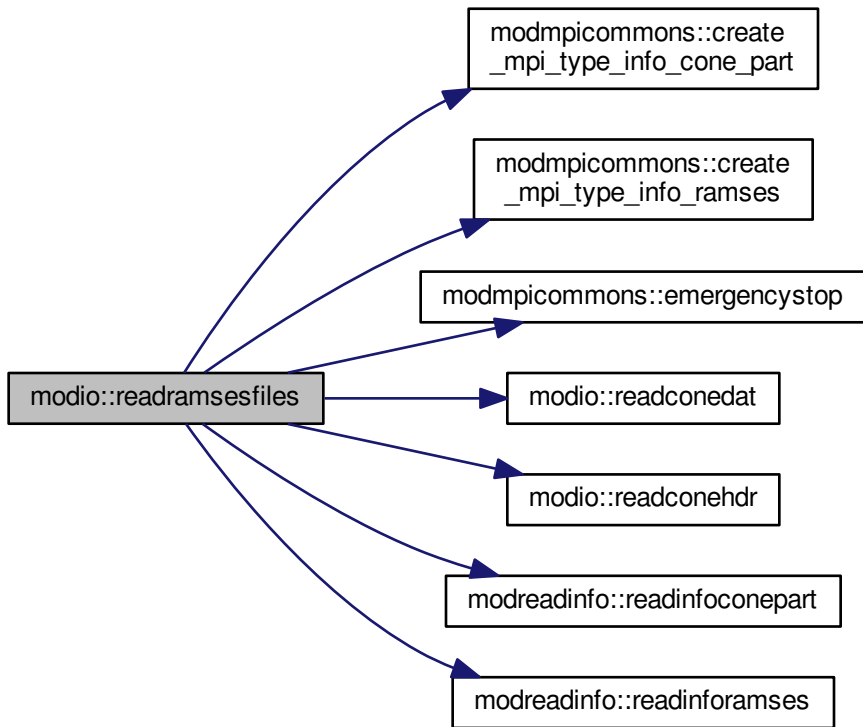 modmpicommons::create
_mpi_type_info_cone_part
modmpicommons::create
_mpi_type_info_ramses
modmpicommons::emergencystop
modio::readramsesfiles
modio::readconedat
modio::readconehdr
modreadinfo::readinfoconepart
modreadinfo::readinforamses